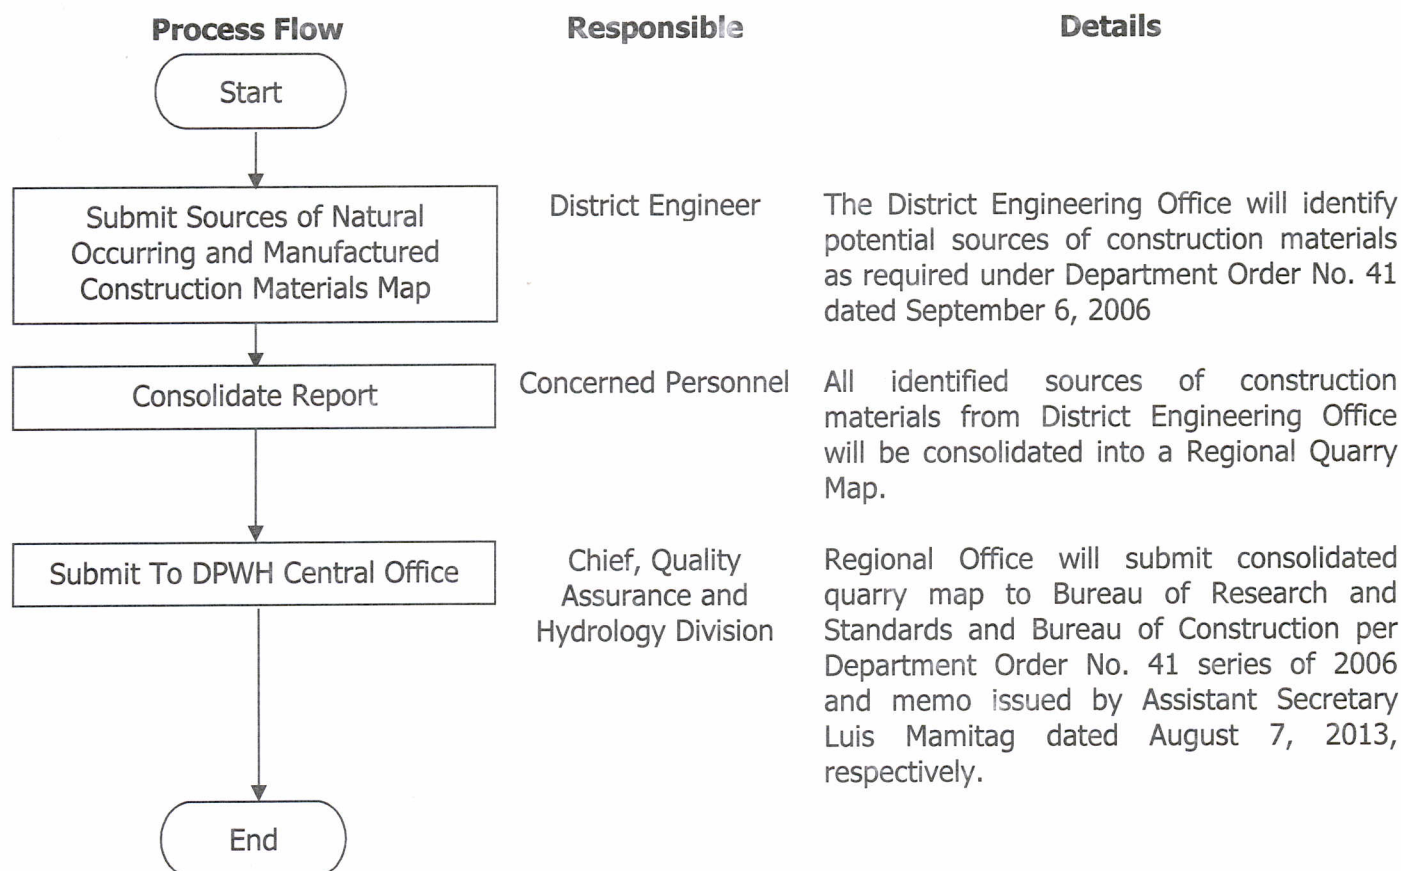 Process Flow Responsible Details
Start
Submit Sources of Natural
Occurring and Manufactured
Construction Materials Map
District Engineer
The District Engineering Office will identify
potential sources of construction materials
as required under Department Order No. 41
dated September 6, 2006
Consolidate Report
Concerned Personnel
All identified sources of construction
materials from District Engineering Office
will be consolidated into a Regional Quarry
Map.
Submit To DPWH Central Office
Chief, Quality
Assurance and
Hydrology Division
Regional Office will submit consolidated
quarry map to Bureau of Research and
Standards and Bureau of Construction per
Department Order No. 41 series of 2006
and memo issued by Assistant Secretary
Luis Mamitag dated August 7, 2013,
respectively.
End